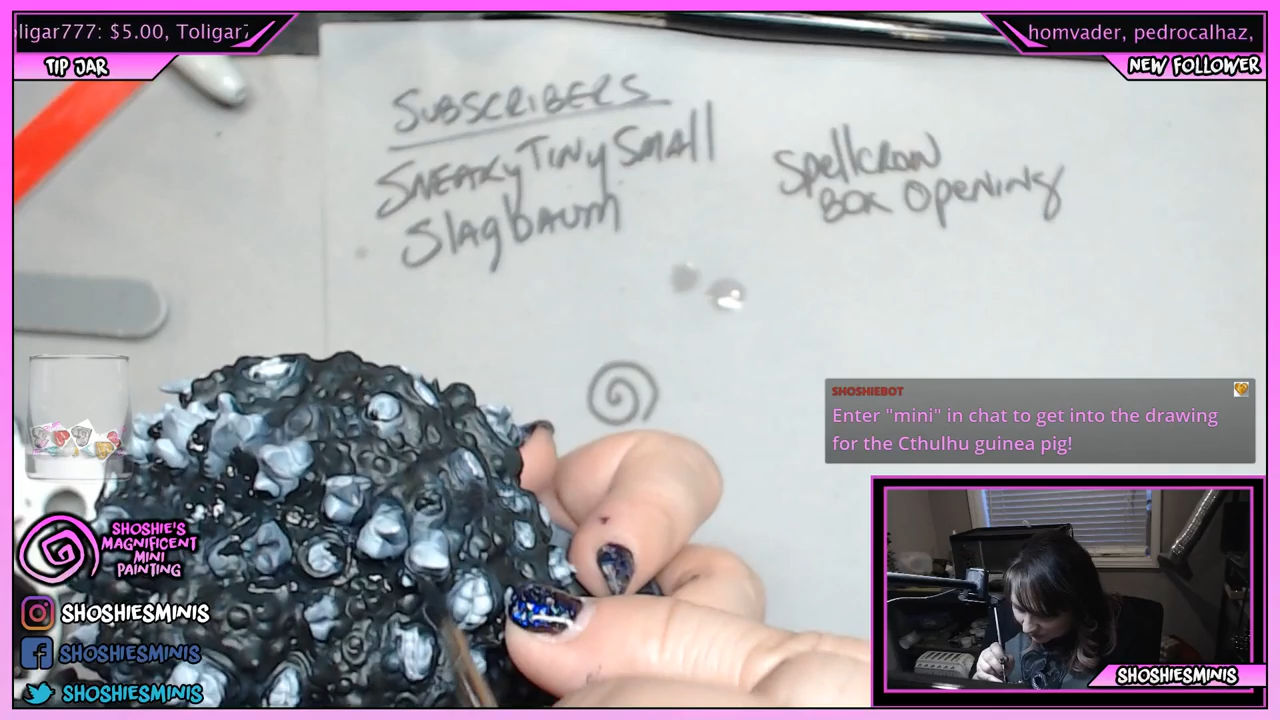 ligar777: $5.00, Toligar7
TIP JAR
homvader, pedrocalhaz,
NEW FOLLOWER
SUBSCRIBERS
SNEAKyTINySMAll
Slagbaum
Spellcrow
Box Opening
SHOSHIEBOT
Enter "mini" in chat to get into the drawing
for the Cthulhu guinea pig!
SHOSHIE'S
MAGNIFICENT
MINI
PAINTING
SHOSHIESMINIS
SHOSHIESMINIS
SHOSHIESMINIS
SHOSHIESMINIS